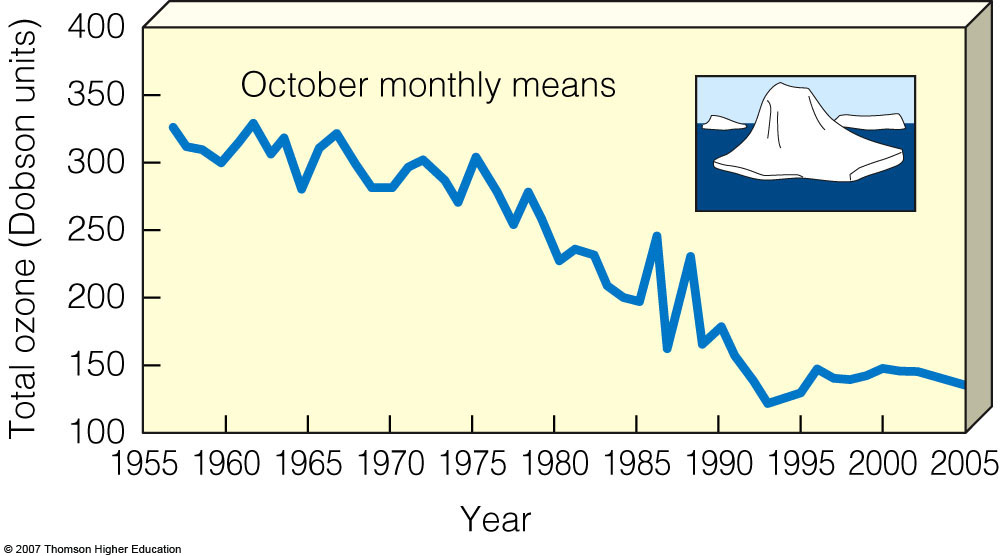 400
350
300
250
200
150
100
Total ozone (Dobson units)
October monthly means
1955 1960 1965 1970 1975 1980 1985 1990 1995 2000 2005
Year
© 2007 Thomson Higher Education